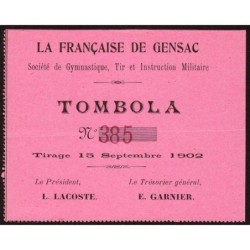 LA FRANÇAISE DE GENSAC
Société de Gymnastique, Tir et Instruction Militaire
TOMBOLA
N° 385
Tirage 15 Septembre 1902
Le Président, Le Trésorier général,
L. LACOSTE. E. GARNIER.